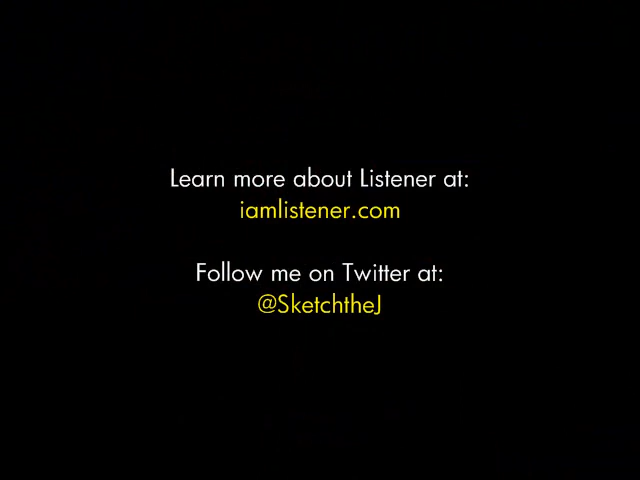 Learn more about Listener at:
iamlistener.com
Follow me on Twitter at:
@SketchtheJ